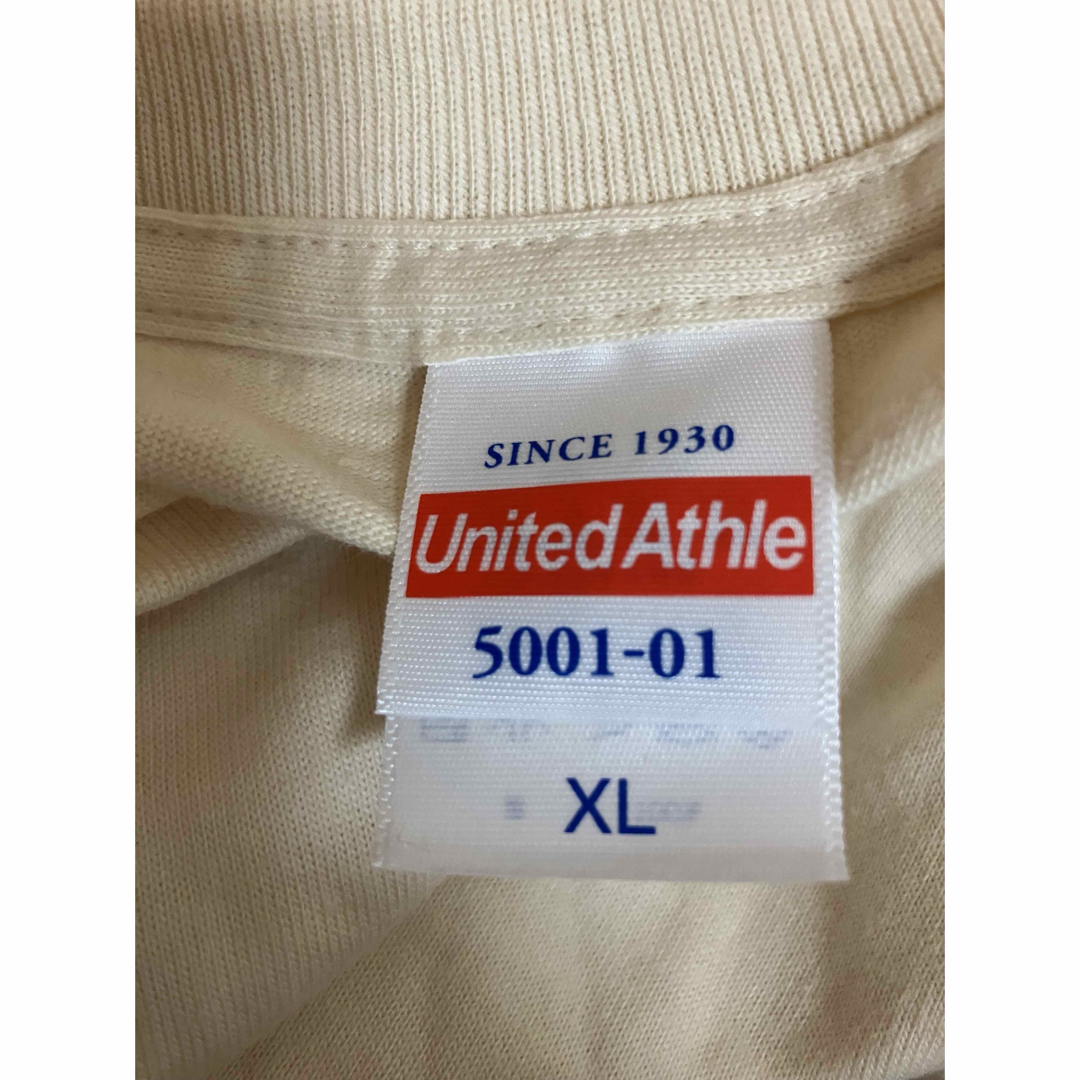 SINCE 1930
United Athle
5001-01
XL